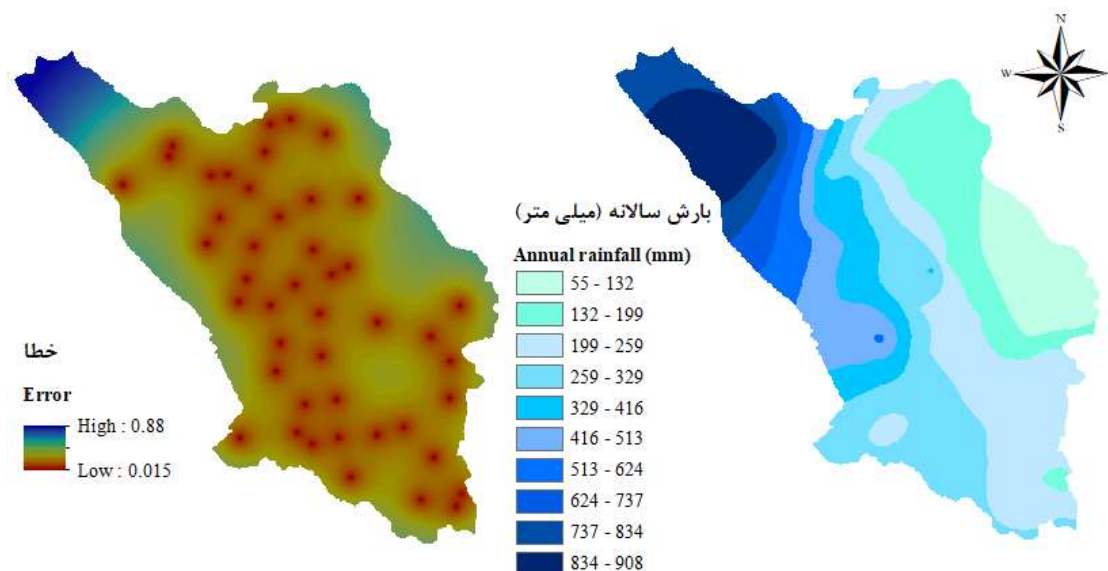 خطا
Error
High : 0.88
Low : 0.015
بارش سالانه (میلی متر)
Annual rainfall (mm)
55 - 132
132 - 199
199 - 259
259 - 329
329 - 416
416 - 513
513 - 624
624 - 737
737 - 834
834 - 908
N
W
S